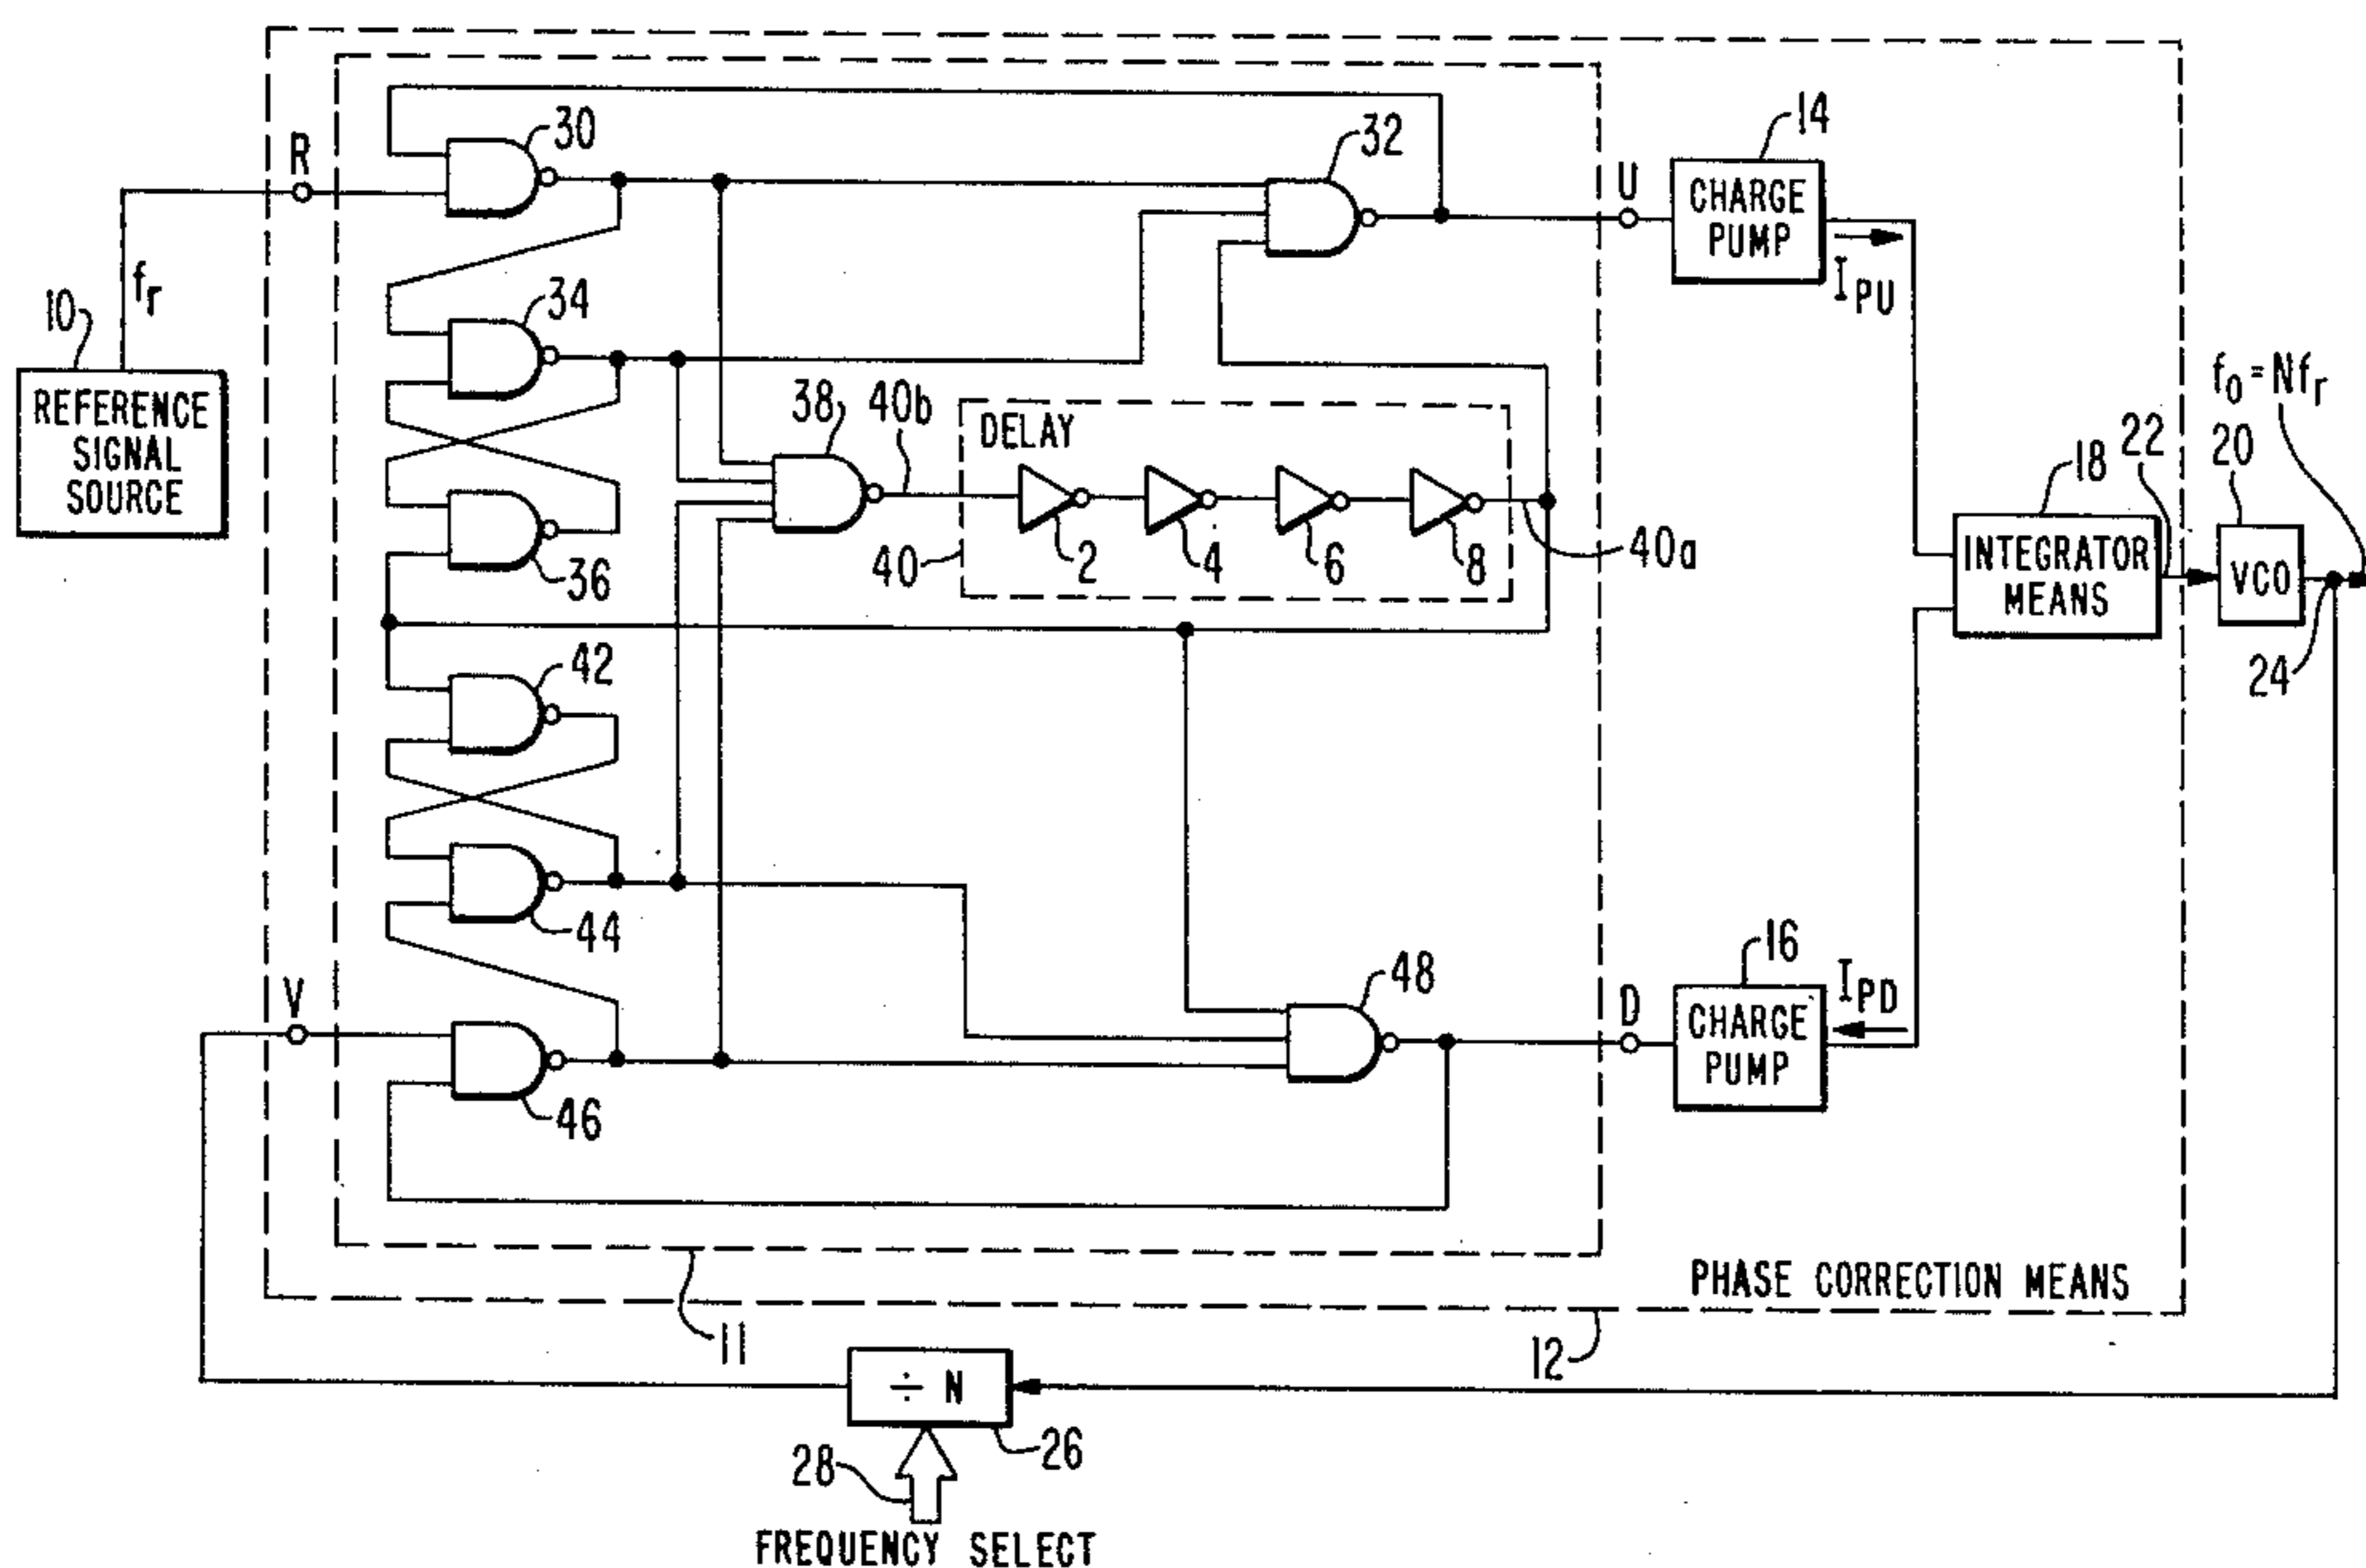 30
32
14
R
U
CHARGE
PUMP
I PU
10
fr
34
REFERENCE
SIGNAL
SOURCE
38
40b
DELAY
f0 = Nfr
22
20
18
2
4
6
8
40
40a
36
INTEGRATOR
MEANS
VCO
24
42
44
16
48
I PD
V
D
CHARGE
PUMP
46
PHASE CORRECTION MEANS
11
12
÷ N
28
26
FREQUENCY SELECT